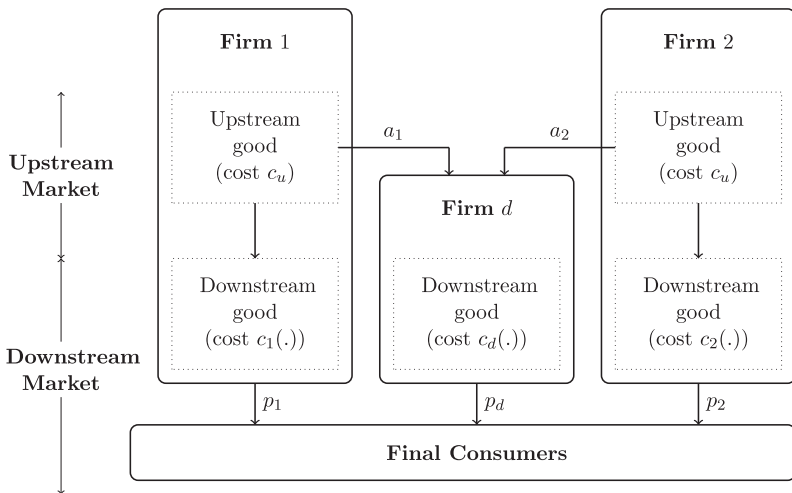 Firm 1
Firm 2
Upstream
good
(cost c_u)
a_1
a_2
Upstream
good
(cost c_u)
Upstream
Market
Firm d
Downstream
good
(cost c_1(.))
Downstream
good
(cost c_d(.))
Downstream
good
(cost c_2(.))
Downstream
Market
p_1
p_d
p_2
Final Consumers